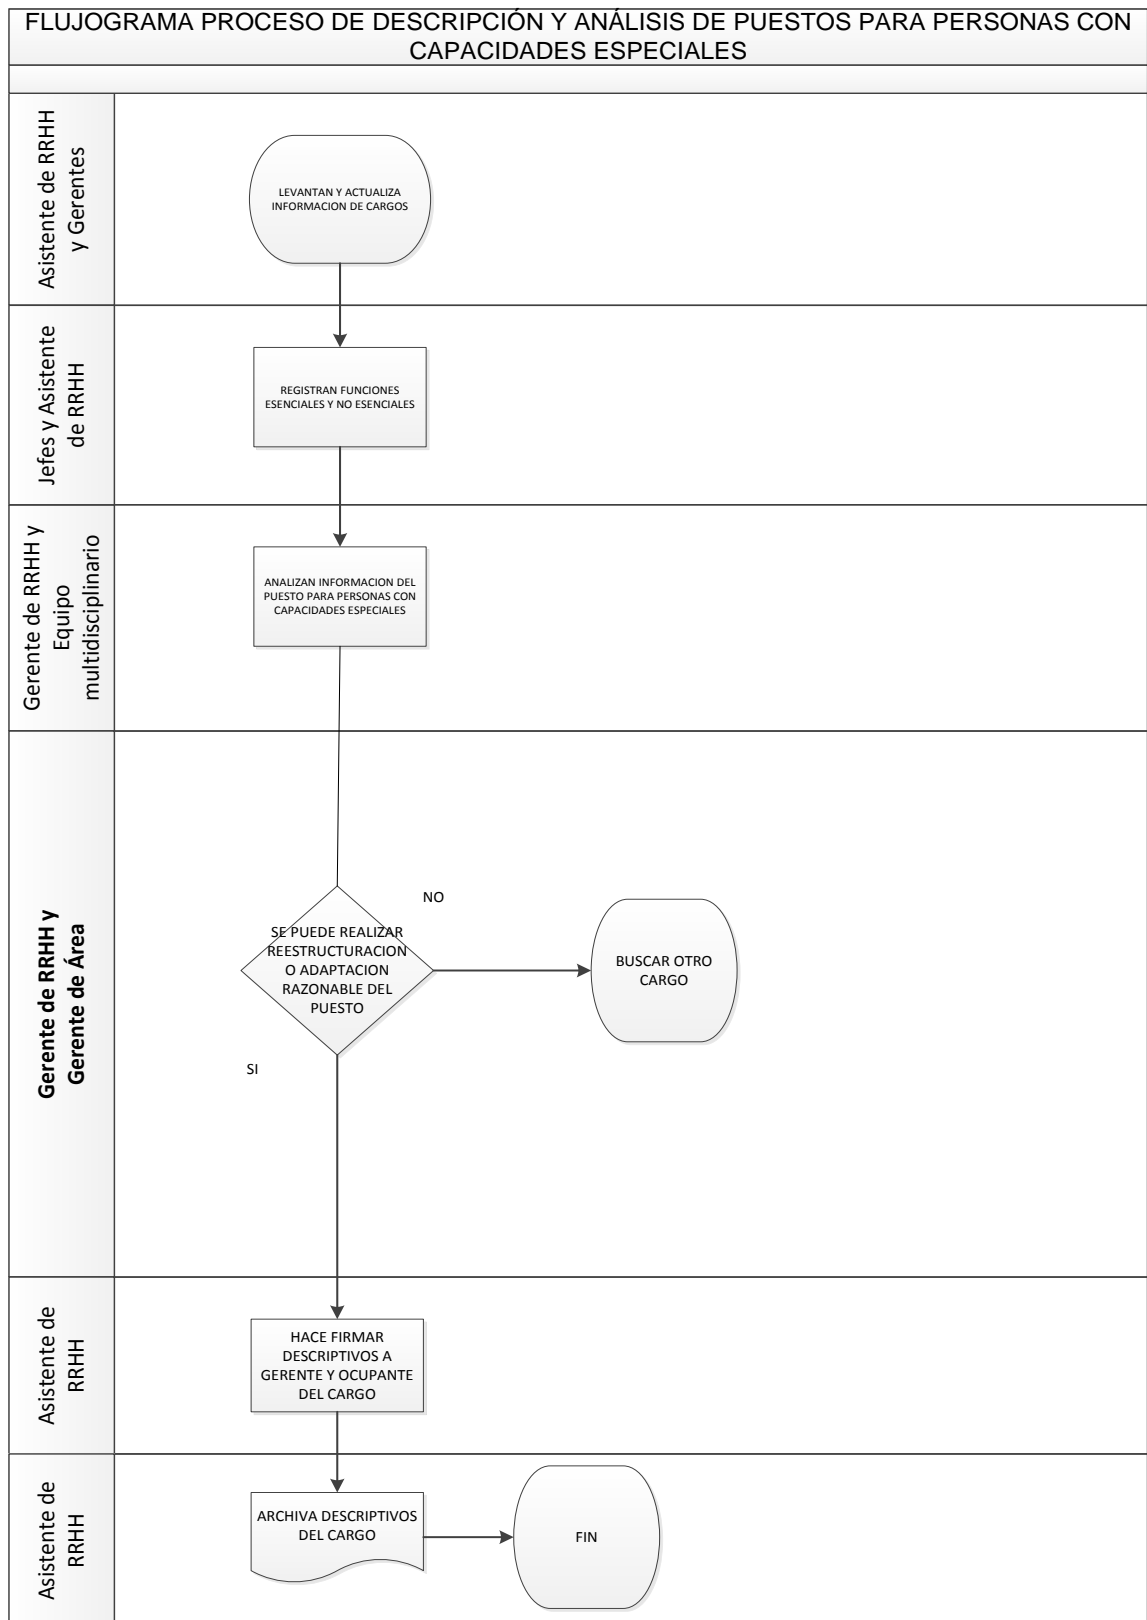 FLUJOGRAMA PROCESO DE DESCRIPCIÓN Y ANÁLISIS DE PUESTOS PARA PERSONAS CON
CAPACIDADES ESPECIALES
Asistente de RRHH
y Gerentes
LEVANTAN Y ACTUALIZA
INFORMACION DE CARGOS
Jefes y Asistente
de RRHH
REGISTRAN FUNCIONES
ESENCIALES Y NO ESENCIALES
Gerente de RRHH y
Equipo
multidisciplinario
ANALIZAN INFORMACION DEL
PUESTO PARA PERSONAS CON
CAPACIDADES ESPECIALES
Gerente de RRHH y
Gerente de Área
SE PUEDE REALIZAR
REESTRUCTURACION
O ADAPTACION
RAZONABLE DEL
PUESTO
NO
BUSCAR OTRO
CARGO
SI
Asistente de
RRHH
HACE FIRMAR
DESCRIPTIVOS A
GERENTE Y OCUPANTE
DEL CARGO
Asistente de
RRHH
ARCHIVA DESCRIPTIVOS
DEL CARGO
FIN